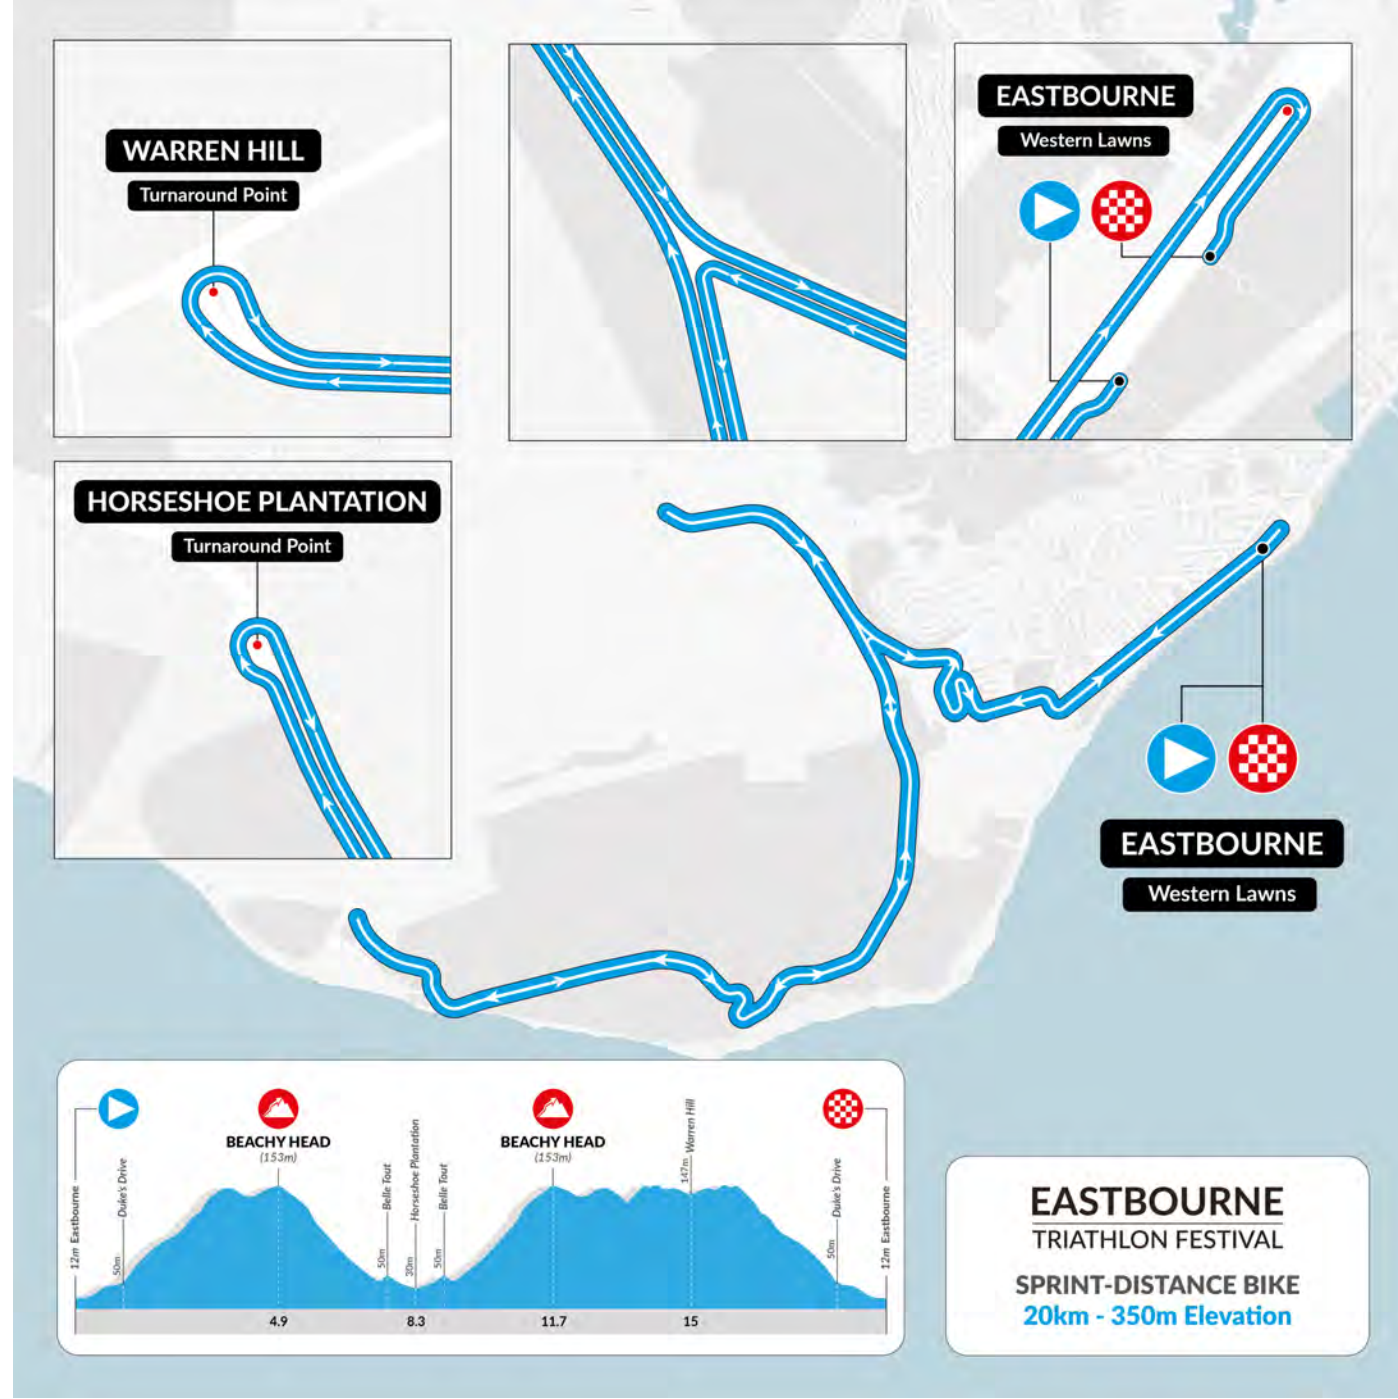 WARREN HILL
Turnaround Point
EASTBOURNE
Western Lawns
HORSESHOE PLANTATION
Turnaround Point
EASTBOURNE
Western Lawns
BEACHY HEAD
(153m)
BEACHY HEAD
(153m)
12m Eastbourne
50m Duke's Drive
50m Belle Tout
30m Horseshoe Plantation
50m Belle Tout
147m Warren Hill
50m Duke's Drive
12m Eastbourne
4.9
8.3
11.7
15
EASTBOURNE
TRIATHLON FESTIVAL
SPRINT-DISTANCE BIKE
20km - 350m Elevation